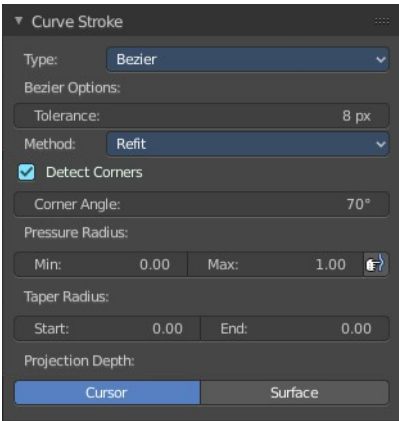 Curve Stroke
Type: Bezier
Bezier Options:
Tolerance: 8 px
Method: Refit
Detect Corners
Corner Angle: 70°
Pressure Radius:
Min: 0.00 Max: 1.00
Taper Radius:
Start: 0.00 End: 0.00
Projection Depth:
Cursor Surface